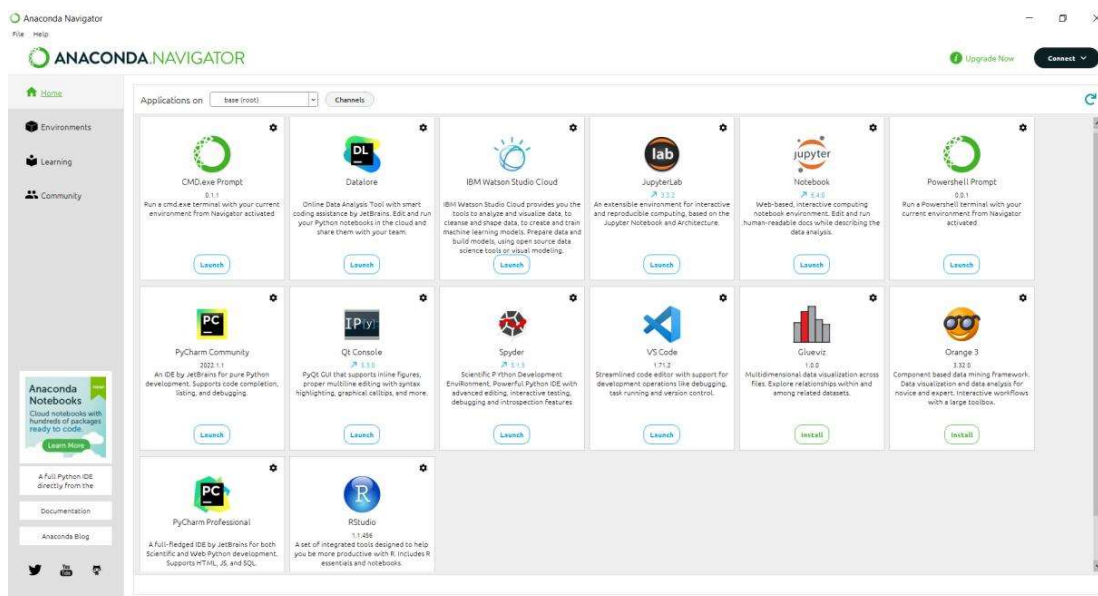 Anaconda Navigator
File Help
ANACONDA.NAVIGATOR
Upgrade Now
Connect
Home
Environments
Learning
Community
Applications on
base (root)
Channels
CMD.exe Prompt
0.1.1
Run a cmd.exe terminal with your current
environment from Navigator activated
Launch
DL
Datalore
Online Data Analysis Tool with smart
coding assistance by JetBrains. Edit and run
your Python notebooks in the cloud and
share them with your team.
Launch
IBM Watson Studio Cloud
IBM Watson Studio Cloud provides you the
tools to analyze and visualize data, to
cleanse and shape data, to create and train
machine learning models. Prepare data and
build models, using open source data
science tools or visual modeling.
Launch
lab
JupyterLab
3.3.2
An extensible environment for interactive
and reproducible computing, based on the
Jupyter Notebook and Architecture.
Launch
jupyter
Notebook
6.4.8
Web-based, interactive computing
notebook environment. Edit and run
human-readable docs while describing the
data analysis.
Launch
Powershell Prompt
0.0.1
Run a Powershell terminal with your
current environment from Navigator
activated
Launch
PC
PyCharm Community
2022.1.1
An IDE by JetBrains for pure Python
development. Supports code completion,
listing, and debugging.
Launch
IP[y]:
Qt Console
5.3.0
PyQt GUI that supports inline figures,
proper multiline editing with syntax
highlighting, graphical calltips, and more.
Launch
Spyder
5.1.5
Scientific PYthon Development
EnviRonment. Powerful Python IDE with
advanced editing, interactive testing,
debugging and introspection features
Launch
VS Code
1.71.2
Streamlined code editor with support for
development operations like debugging,
task running and version control.
Launch
Glueviz
1.0.0
Multidimensional data visualization across
files. Explore relationships within and
among related datasets.
Install
Orange 3
3.32.0
Component based data mining framework.
Data visualization and data analysis for
novice and expert. Interactive workflows
with a large toolbox.
Install
PC
PyCharm Professional
A full-fledged IDE by JetBrains for both
Scientific and Web Python development.
Supports HTML, JS, and SQL.
R
RStudio
1.1.456
A set of integrated tools designed to help
you be more productive with R. Includes R
essentials and notebooks.
Anaconda
Notebooks
Cloud notebooks with
hundreds of packages
ready to code.
Learn More
A full Python IDE
directly from the
Documentation
Anaconda Blog
You
Tube